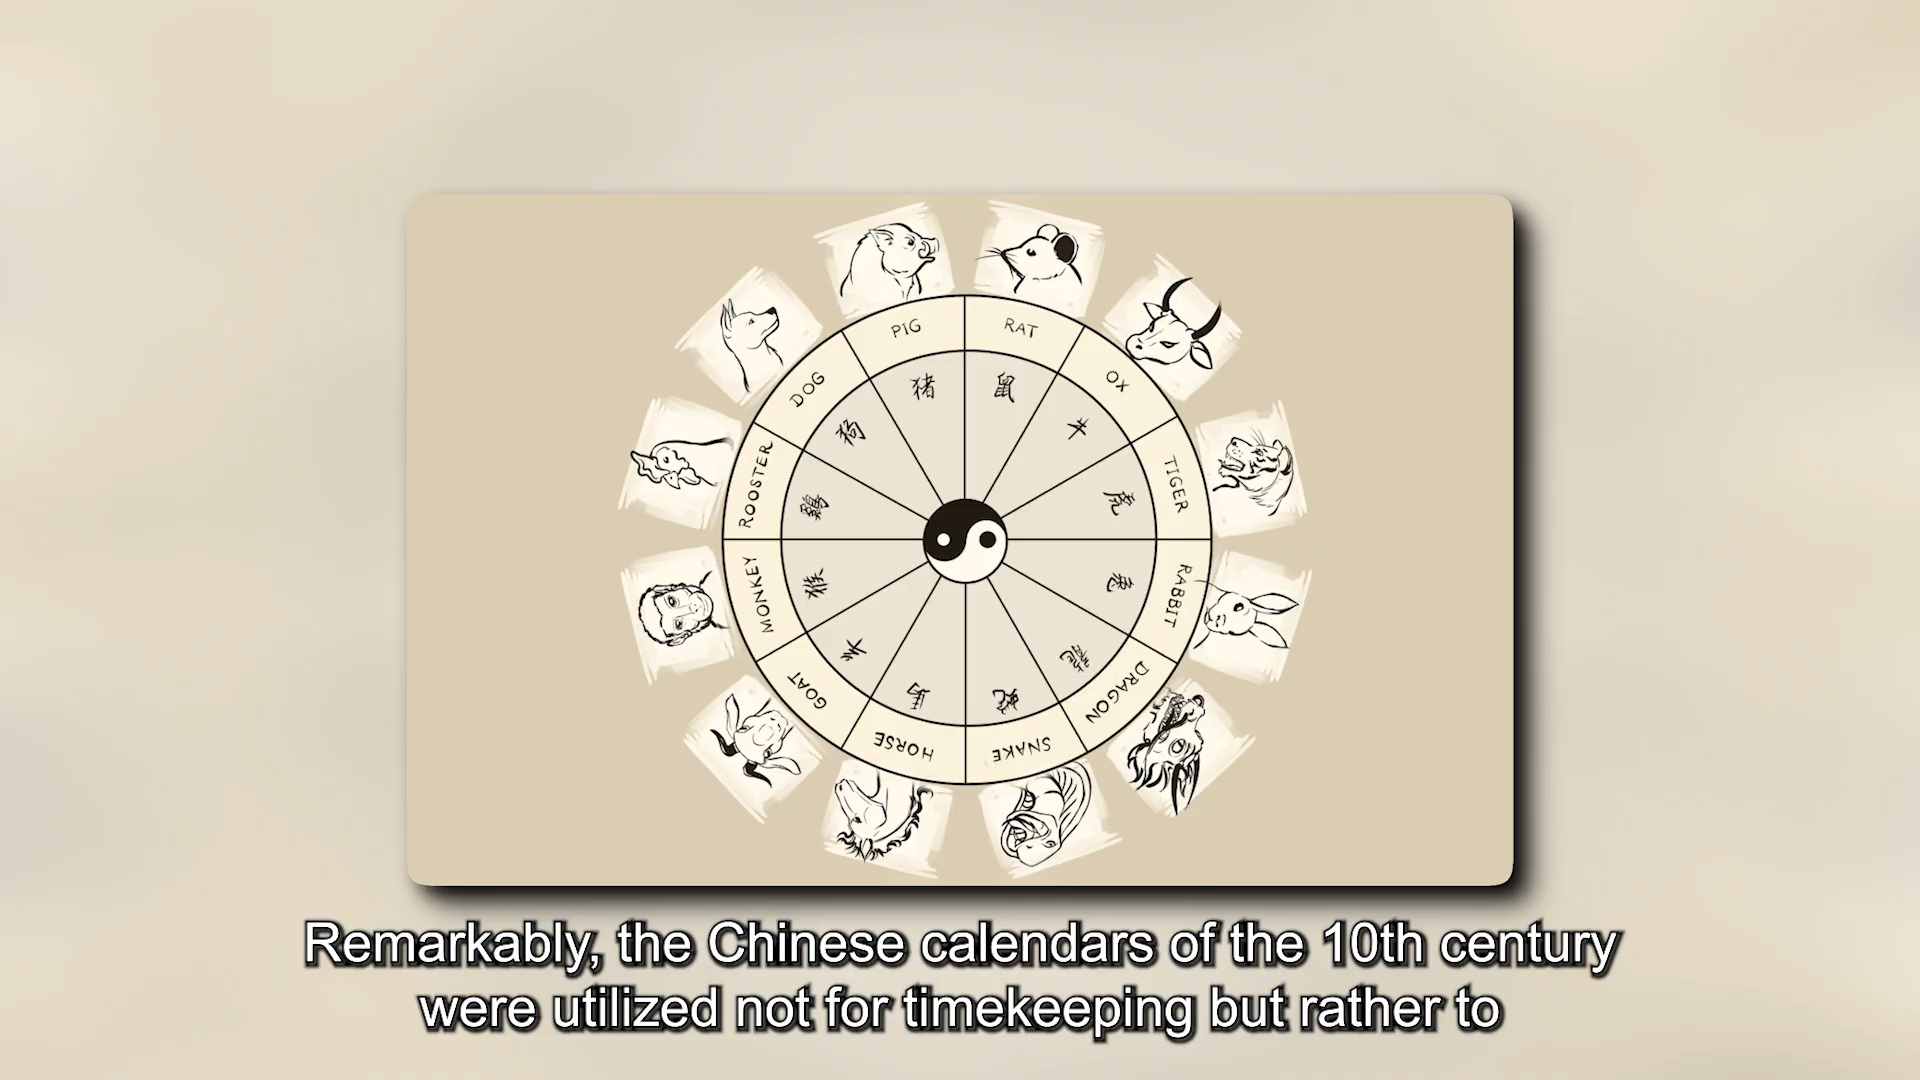 PIG
RAT
OX
TIGER
RABBIT
DRAGON
SNAKE
HORSE
GOAT
MONKEY
ROOSTER
DOG
猪
鼠
牛
虎
兔
龍
蛇
馬
羊
猴
鷄
狗
Remarkably, the Chinese calendars of the 10th century
were utilized not for timekeeping but rather to